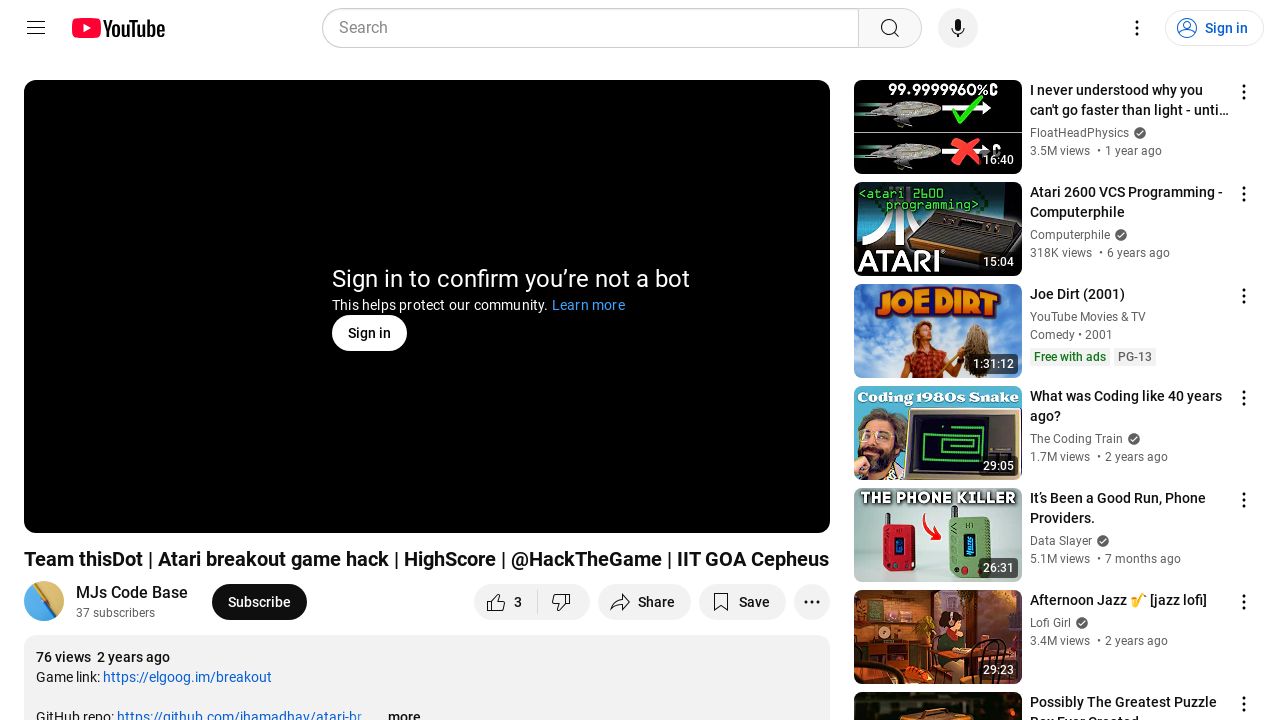 YouTube
Search
Sign in
Sign in to confirm you’re not a bot
This helps protect our community. Learn more
Sign in
Team thisDot | Atari breakout game hack | HighScore | @HackTheGame | IIT GOA Cepheus
MJs Code Base
37 subscribers
Subscribe
3
Share
Save
76 views 2 years ago
Game link: https://elgoog.im/breakout
GitHub repo: https://github.com/jhamadhav/atari-br
...more
99.9999960%C
C
16:40
I never understood why you
can't go faster than light - unti...
FloatHeadPhysics
3.5M views • 1 year ago
<atari 2600
programming>
ATARI
15:04
Atari 2600 VCS Programming -
Computerphile
Computerphile
318K views • 6 years ago
JOE DIRT
1:31:12
Joe Dirt (2001)
YouTube Movies & TV
Comedy • 2001
Free with ads
PG-13
Coding 1980s Snake
29:05
What was Coding like 40 years
ago?
The Coding Train
1.7M views • 2 years ago
THE PHONE KILLER
26:31
It’s Been a Good Run, Phone
Providers.
Data Slayer
5.1M views • 7 months ago
29:23
Afternoon Jazz 🎷 [jazz lofi]
Lofi Girl
3.4M views • 2 years ago
Possibly The Greatest Puzzle
Box Ever Created